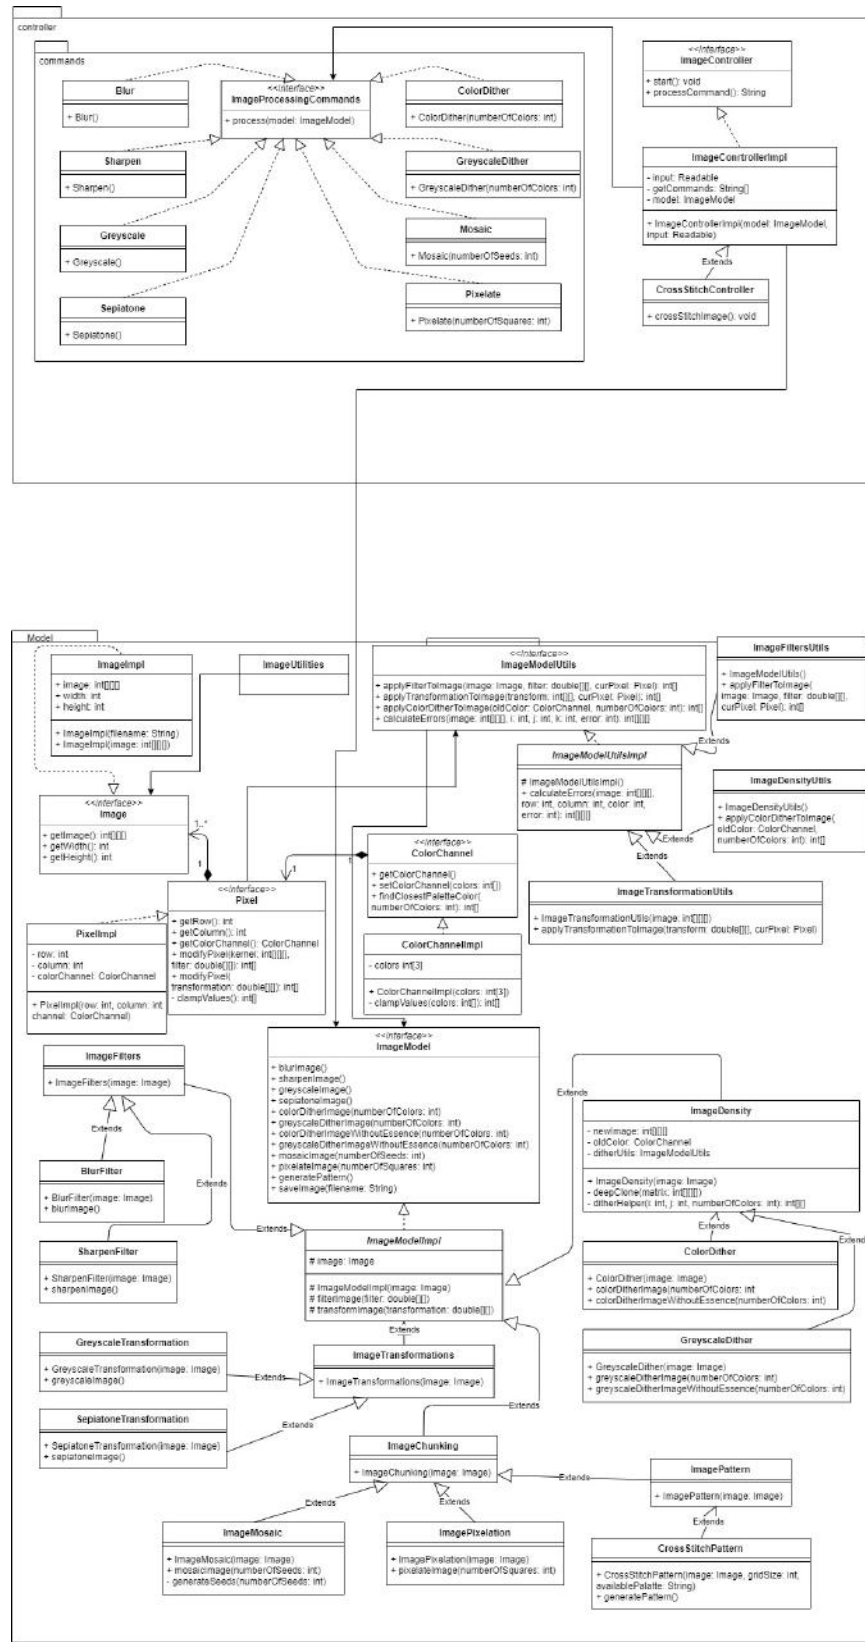 controller
commands
Blur
+ Blur()
<<interface>>
ImageProcessingCommands
+ process(model: ImageModel)
ColorDither
+ ColorDither(numberOfColors: int)
Sharpen
+ Sharpen()
GreyscaleDither
+ GreyscaleDither(numberOfColors: int)
Greyscale
+ Greyscale()
Mosaic
+ Mosaic(numberOfSeeds: int)
Sepiatone
+ Sepiatone()
Pixelate
+ Pixelate(numberOfSquares: int)
<<interface>>
ImageController
+ start(): void
+ processCommand(): String
ImageConrtrollerImpl
- input: Readable
- getCommands: String[]
- model: ImageModel
+ ImageControllerImpl(model: ImageModel,
input: Readable)
Extends
CrossStitchController
+ crossStitchImage(): void
Model
ImageImpl
+ image: int[][][]
+ width: int
+ height: int
+ ImageImpl(filename: String)
+ ImageImpl(image: int[][][])
ImageUtilities
<<interface>>
ImageModelUtils
+ applyFilterToImage(image: Image, filter: double[][], curPixel: Pixel): int[]
+ applyTransformationToImage(transform: int[][], curPixel: Pixel): int[]
+ applyColorDitherToImage(oldColor: ColorChannel, numberOfColors: int): int[]
+ calculateErrors(image: int[][][], i: int, j: int, k: int, error: int): int[][][]
ImageFiltersUtils
+ ImageModelUtils()
+ applyFilterToImage(
image: Image, filter: double[][],
curPixel: Pixel): int[]
Extends
ImageModelUtilsImpl
# ImageModelUtilsImpl()
+ calculateErrors(image: int[][][],
row: int, column: int, color: int,
error: int): int[][][]
ImageDensityUtils
+ ImageDensityUtils()
+ applyColorDitherToImage(
oldColor: ColorChannel,
numberOfColors: int): int[]
Extends
Extends
ImageTransformationUtils
+ ImageTransformationUtils(image: int[][][])
+ applyTransformationToImage(transform: double[][], curPixel: Pixel)
<<interface>>
Image
+ getImage(): int[][][]
+ getWidth(): int
+ getHeight(): int
1..*
1
1
1
<<interface>>
ColorChannel
+ getColorChannel()
+ setColorChannel(colors: int[])
+ findClosestPaletteColor(
numberOfColors: int): int[]
<<interface>>
Pixel
+ getRow(): int
+ getColumn(): int
+ getColorChannel(): ColorChannel
+ modifyPixel(kernel: int[][][],
filter: double[][]): int[]
+ modifyPixel(
transformation: double[][]): int[]
- clampValues(): int[]
PixelImpl
- row: int
- column: int
- colorChannel: ColorChannel
+ PixelImpl(row: int, column: int
channel: ColorChannel)
ColorChannelImpl
- colors int[3]
+ ColorChannelImpl(colors: int[3])
- clampValues(colors: int[]): int[]
<<interface>>
ImageModel
+ blurImage()
+ sharpenImage()
+ greyscaleImage()
+ sepiatoneImage()
+ colorDitherImage(numberOfColors: int)
+ greyscaleDitherImage(numberOfColors: int)
+ colorDitherImageWithoutEssence(numberOfColors: int)
+ greyscaleDitherImageWithoutEssence(numberOfColors: int)
+ mosaicImage(numberOfSeeds: int)
+ pixelateImage(numberOfSquares: int)
+ generatePattern()
+ saveImage(filename: String)
ImageFilters
+ ImageFilters(image: Image)
Extends
BlurFilter
+ BlurFilter(image: Image)
+ blurImage()
Extends
SharpenFilter
+ SharpenFilter(image: Image)
+ sharpenImage()
Extends
ImageModelImpl
# image: Image
# ImageModelImpl(image: Image)
# filterImage(filter: double[][])
# transformImage(transformation: double[][])
Extends
Extends
ImageDensity
- newImage: int[][][]
- oldColor: ColorChannel
- ditherUtils: ImageModelUtils
+ ImageDensity(image: Image)
- deepClone(matrix: int[][][])
- ditherHelper(i: int, j: int, numberOfColors: int): int[][]
Extends
Extends
ColorDither
+ ColorDither(image: Image)
+ colorDitherImage(numberOfColors: int
+ colorDitherImageWithoutEssence(numberOfColors: int)
GreyscaleDither
+ GreyscaleDither(image: Image)
+ greyscaleDitherImage(numberOfColors: int)
+ greyscaleDitherImageWithoutEssence(numberOfColors: int)
GreyscaleTransformation
+ GreyscaleTransformation(image: Image)
+ greyscaleImage()
Extends
ImageTransformations
+ ImageTransformations(image: Image)
Extends
SepiatoneTransformation
+ SepiatoneTransformation(image: Image)
+ sepiatoneImage()
Extends
ImageChunking
+ ImageChunking(image: Image)
Extends
ImagePattern
+ ImagePattern(image: Image)
Extends
Extends
Extends
ImageMosaic
+ ImageMosaic(image: Image)
+ mosaicImage(numberOfSeeds: int)
- generateSeeds(numberOfSeeds: int)
ImagePixelation
+ ImagePixelation(image: Image)
+ pixelateImage(numberOfSquares: int)
CrossStitchPattern
+ CrossStitchPattern(image: Image, gridSize: int,
availablePalatte: String)
+ generatePattern()